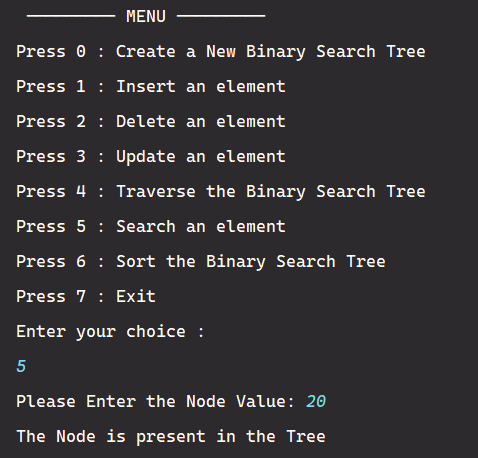 ───────── MENU ─────────
Press 0 : Create a New Binary Search Tree
Press 1 : Insert an element
Press 2 : Delete an element
Press 3 : Update an element
Press 4 : Traverse the Binary Search Tree
Press 5 : Search an element
Press 6 : Sort the Binary Search Tree
Press 7 : Exit
Enter your choice :
5
Please Enter the Node Value: 20
The Node is present in the Tree